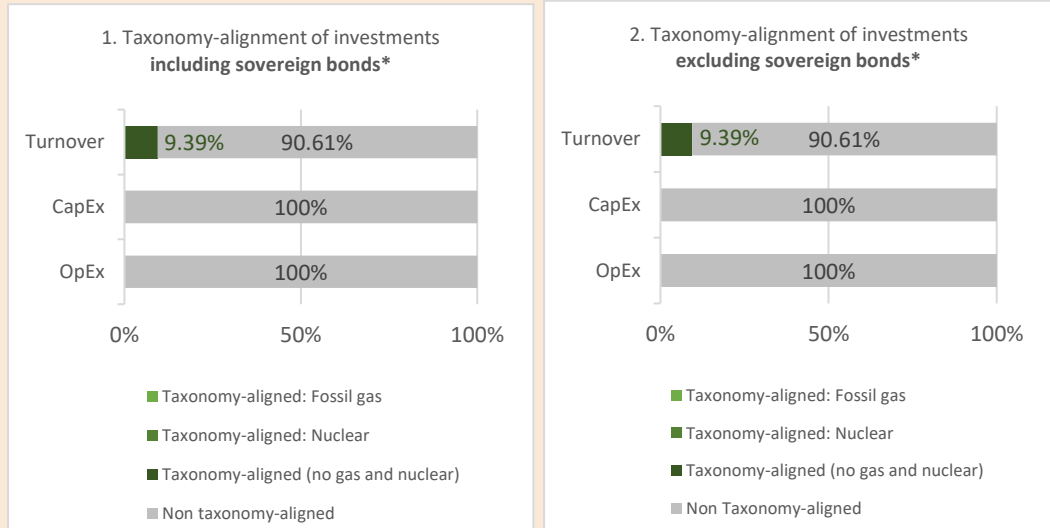 1. Taxonomy-alignment of investments
including sovereign bonds*
Turnover 9.39% 90.61%
CapEx 100%
OpEx 100%
0% 50% 100%
Taxonomy-aligned: Fossil gas
Taxonomy-aligned: Nuclear
Taxonomy-aligned (no gas and nuclear)
Non taxonomy-aligned
2. Taxonomy-alignment of investments
excluding sovereign bonds*
Turnover 9.39% 90.61%
CapEx 100%
OpEx 100%
0% 50% 100%
Taxonomy-aligned: Fossil gas
Taxonomy-aligned: Nuclear
Taxonomy-aligned (no gas and nuclear)
Non Taxonomy-aligned